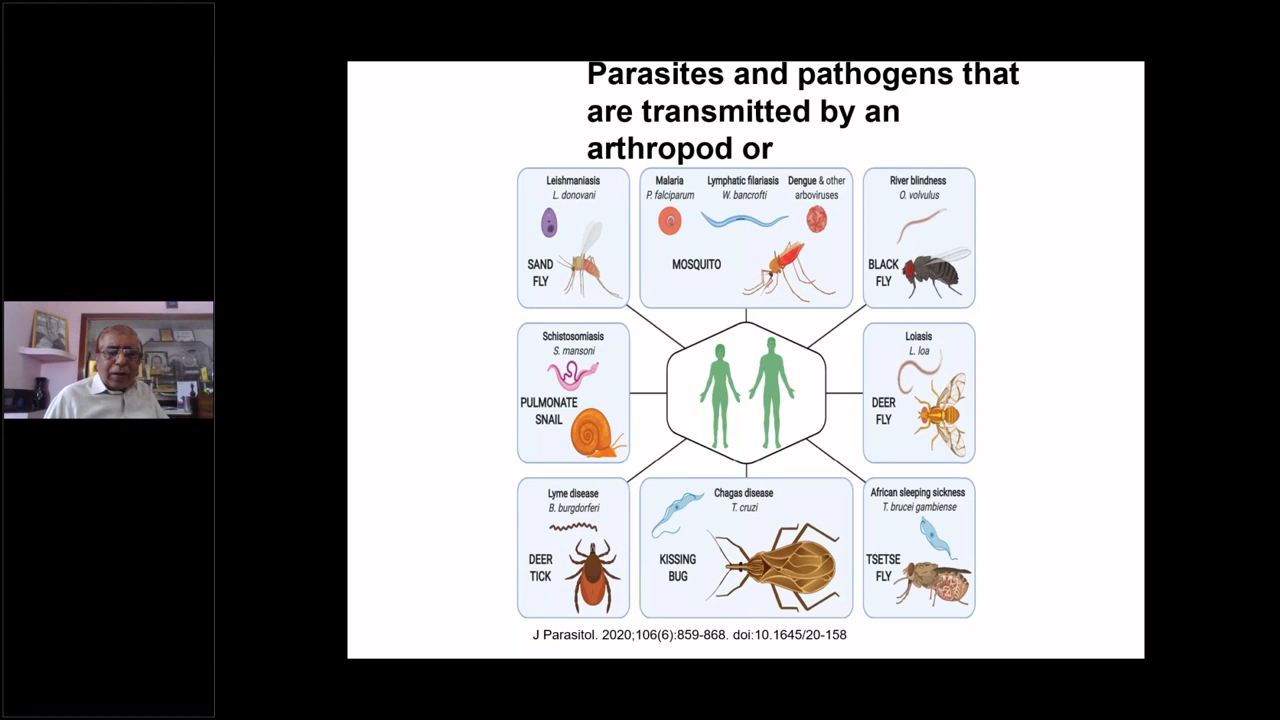 Parasites and pathogens that
are transmitted by an
arthropod or
Leishmaniasis
L. donovani
SAND
FLY
Malaria
P. falciparum
Lymphatic filariasis
W. bancrofti
Dengue & other
arboviruses
MOSQUITO
River blindness
O. volvulus
BLACK
FLY
Schistosomiasis
S. mansoni
PULMONATE
SNAIL
Loiasis
L. loa
DEER
FLY
Lyme disease
B. burgdorferi
DEER
TICK
Chagas disease
T. cruzi
KISSING
BUG
African sleeping sickness
T. brucei gambiense
TSETSE
FLY
J Parasitol. 2020;106(6):859-868. doi:10.1645/20-158